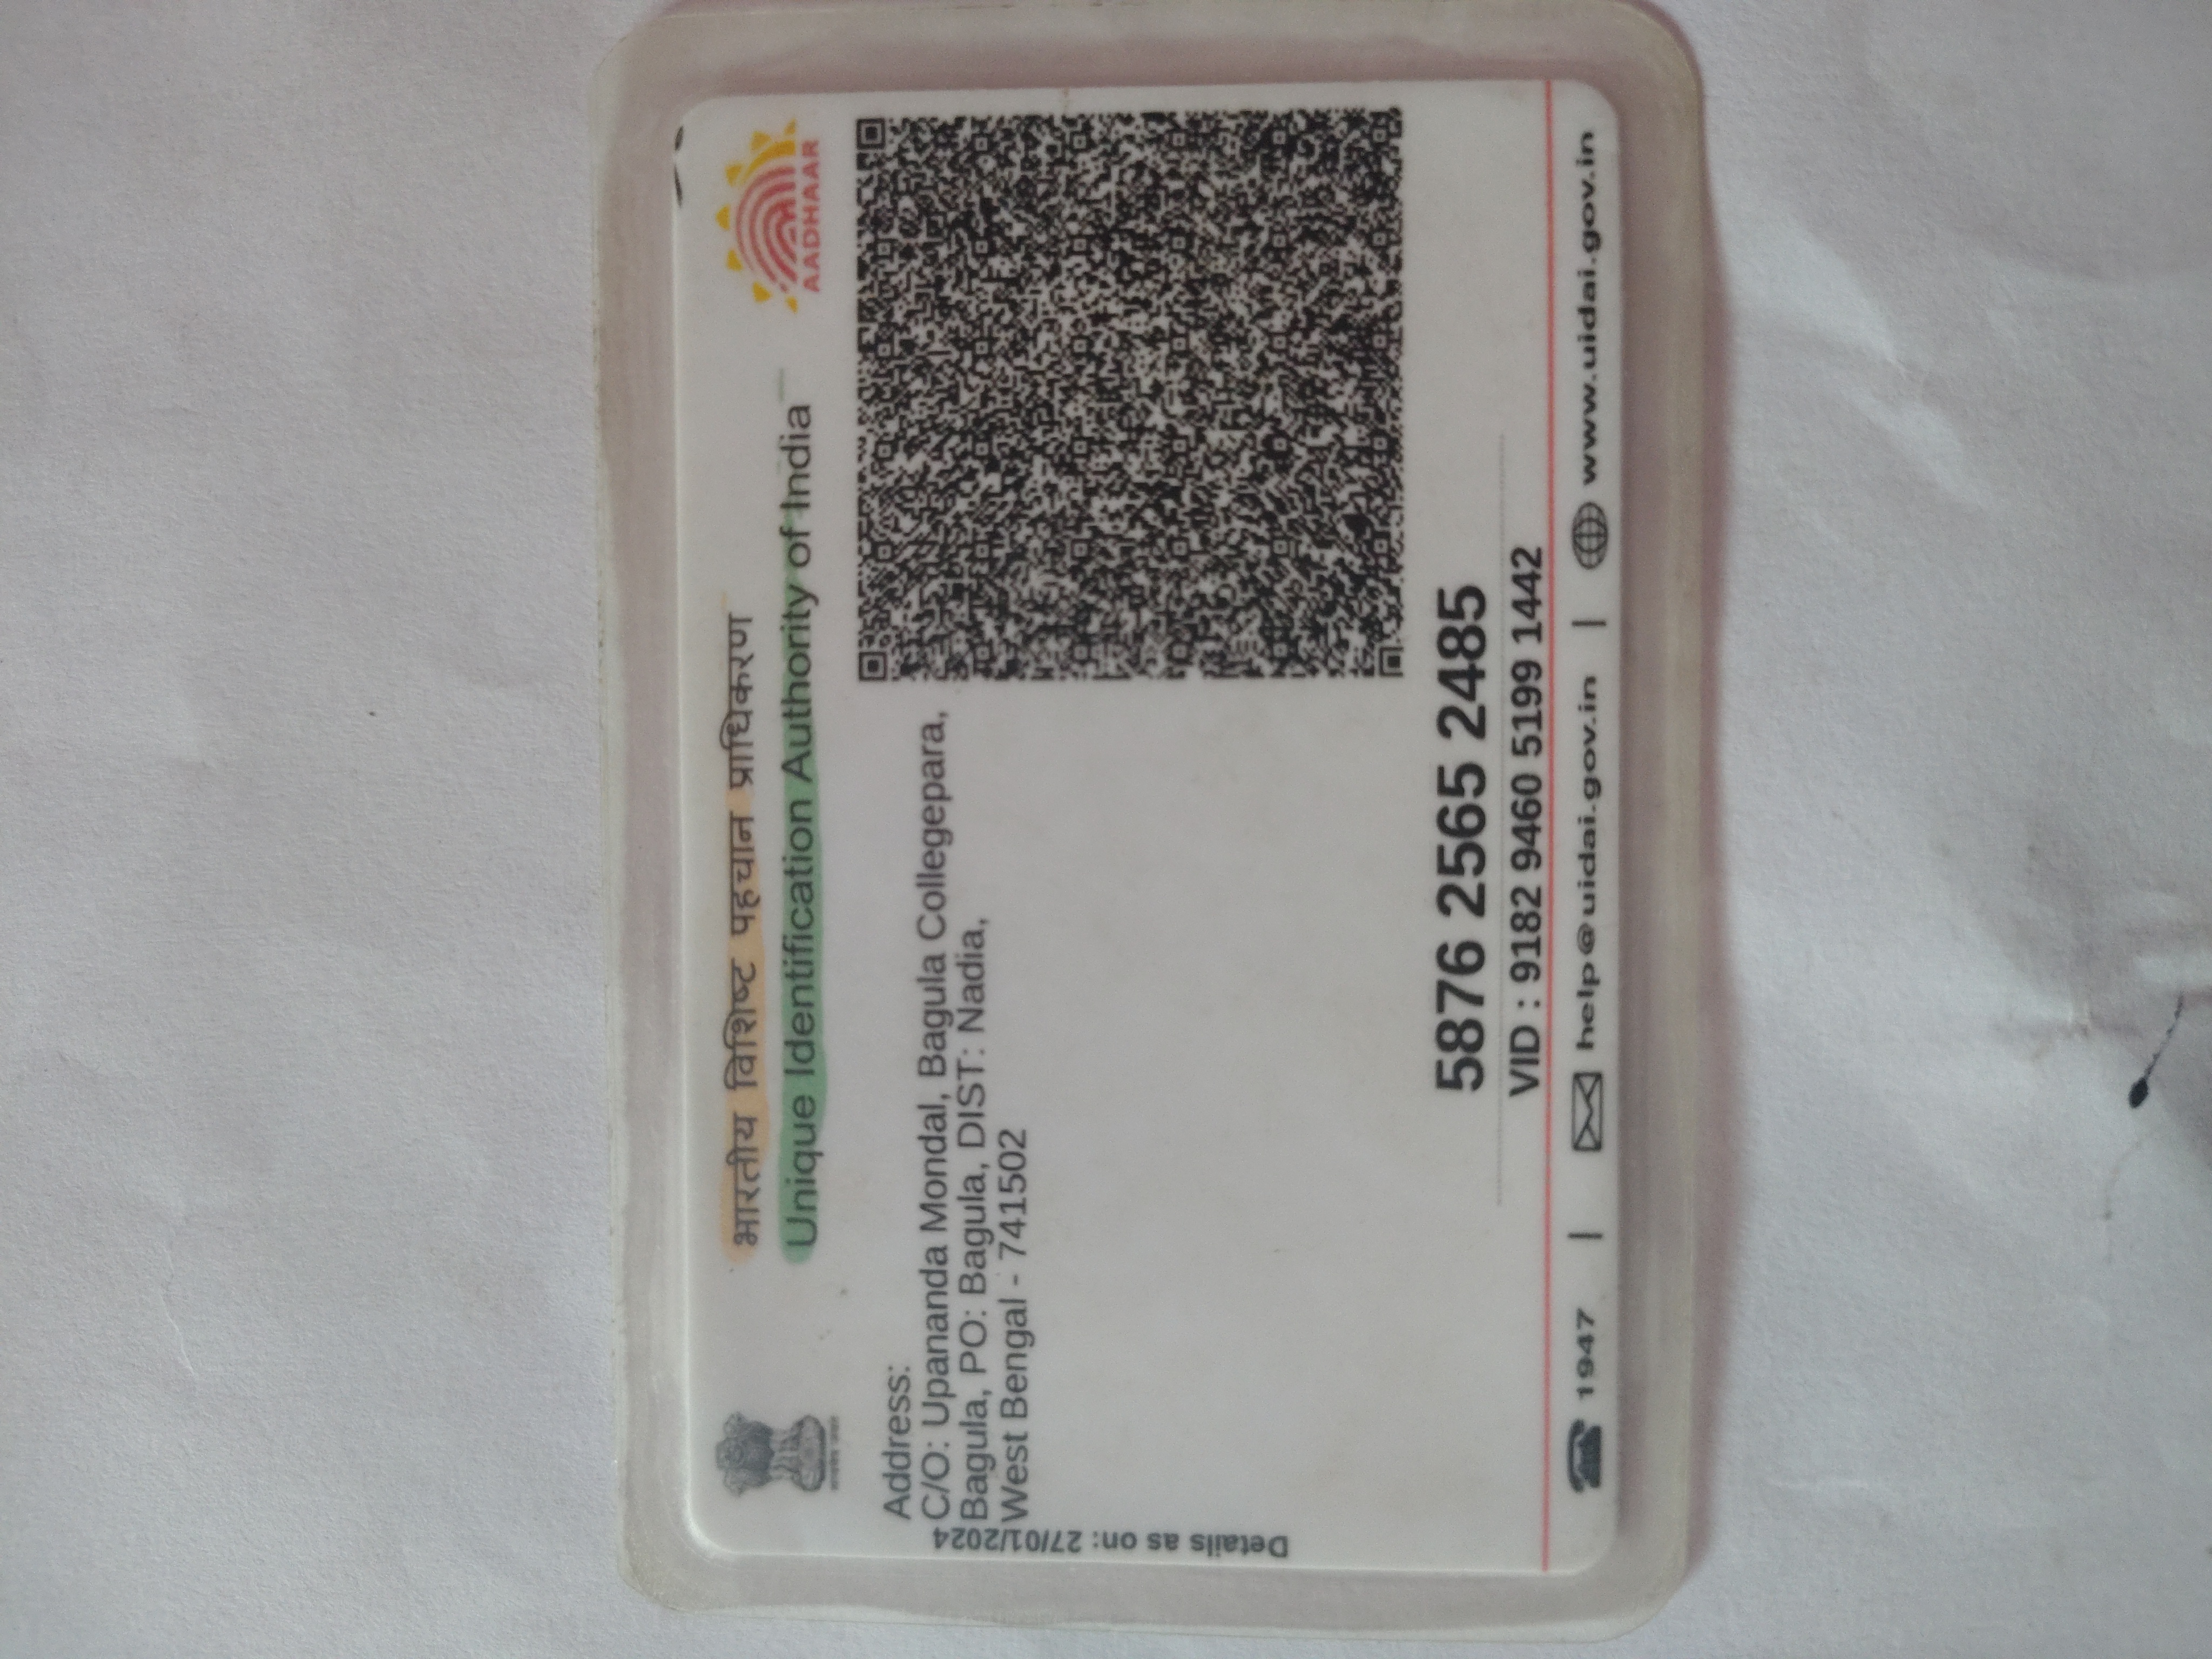 भारतीय विशिष्ट पहचान प्राधिकरण
Unique Identification Authority of India
AADHAAR
Details as on: 27/01/2024
Address:
C/O: Upananda Mondal, Bagula Collegepara,
Bagula, PO: Bagula, DIST: Nadia,
West Bengal - 741502
5876 2565 2485
VID : 9182 9460 5199 1442
1947 | help@uidai.gov.in | www.uidai.gov.in